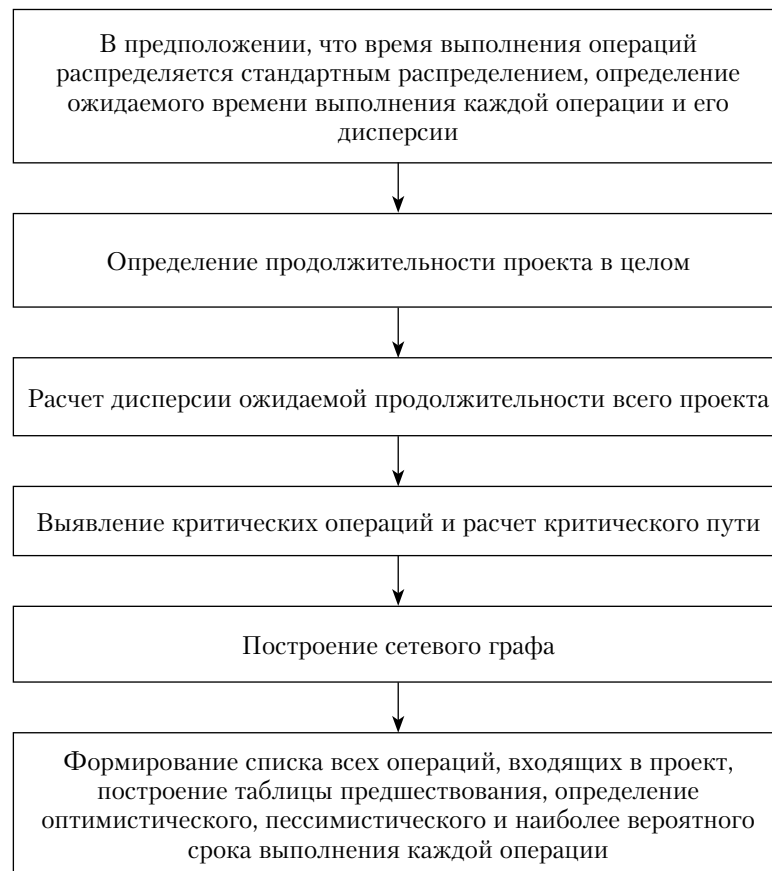 В предположении, что время выполнения операций
распределяется стандартным распределением, определение
ожидаемого времени выполнения каждой операции и его
дисперсии
Определение продолжительности проекта в целом
Расчет дисперсии ожидаемой продолжительности всего проекта
Выявление критических операций и расчет критического пути
Построение сетевого графа
Формирование списка всех операций, входящих в проект,
построение таблицы предшествования, определение
оптимистического, пессимистического и наиболее вероятного
срока выполнения каждой операции